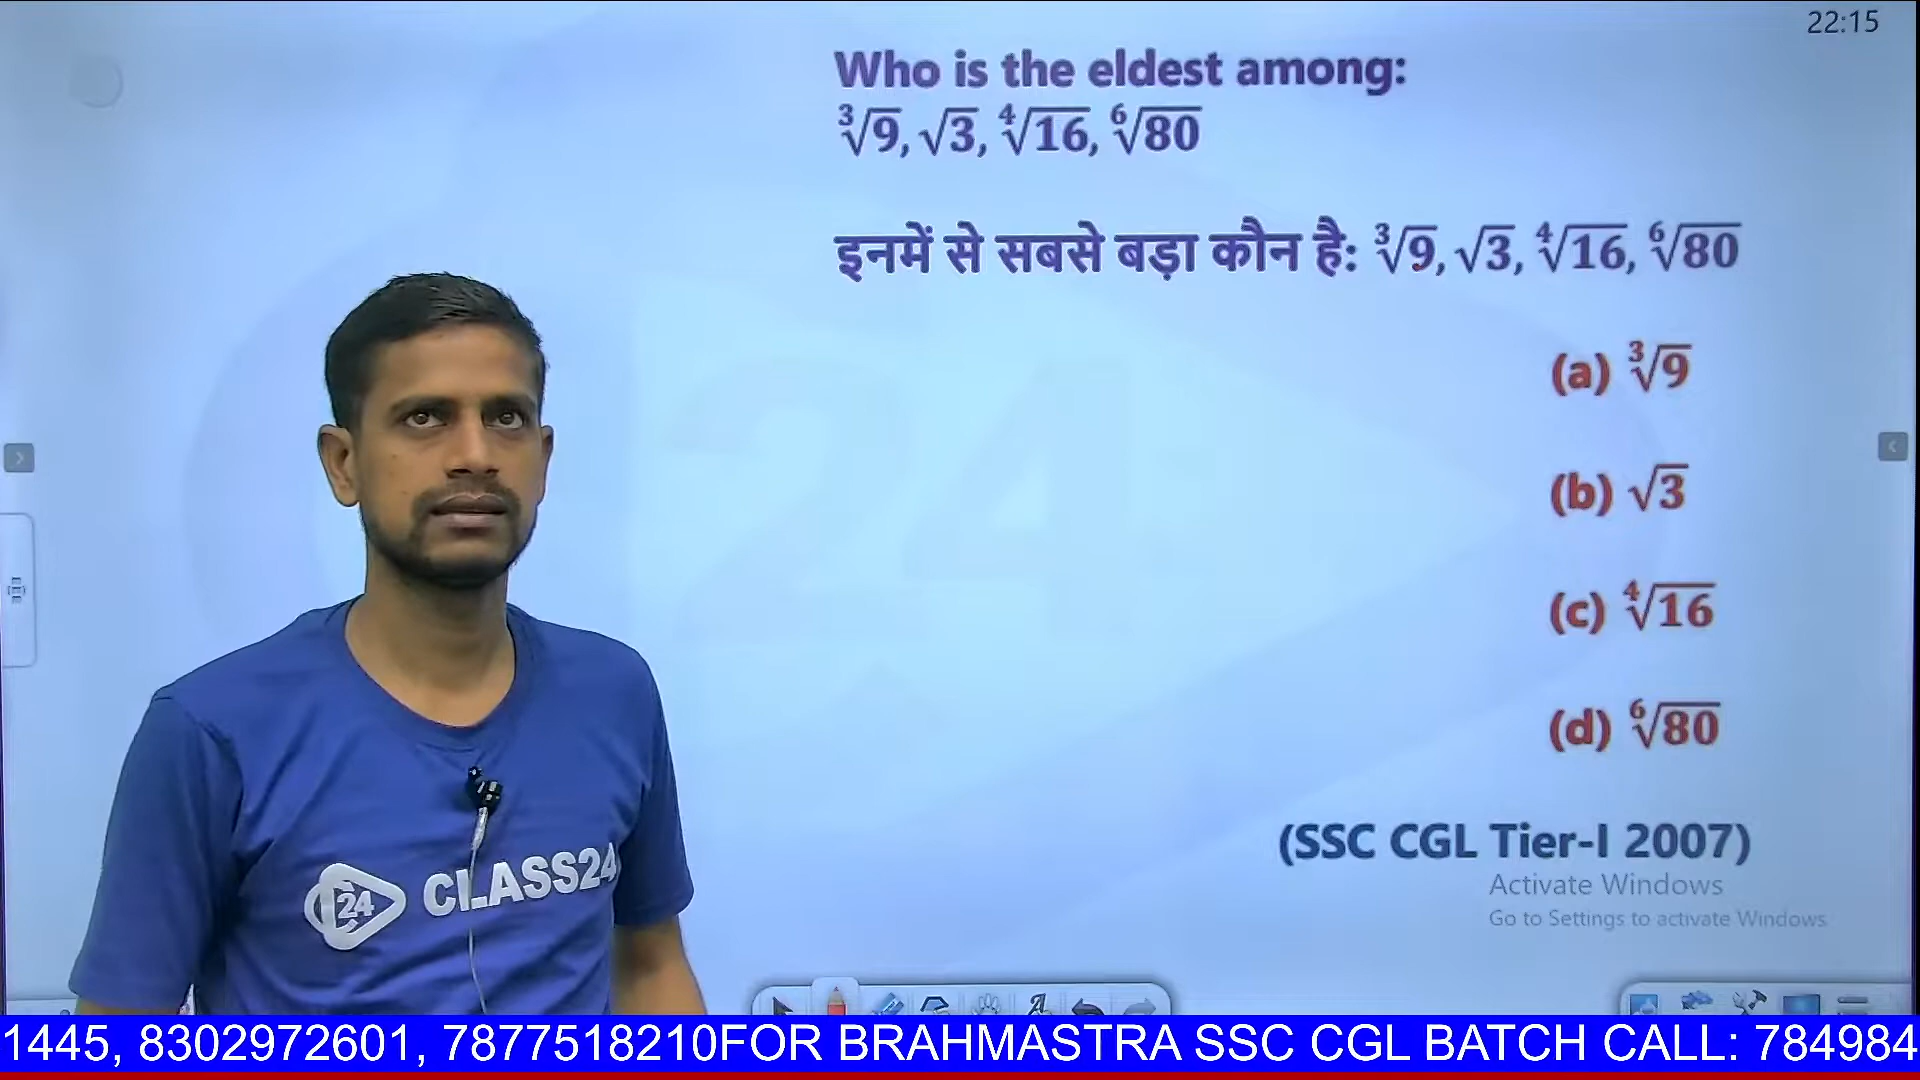 22:15
Who is the eldest among:
∛9, √3, ∜16, ⁶√80
इनमें से सबसे बड़ा कौन है: ∛9, √3, ∜16, ⁶√80
(a) ∛9
(b) √3
(c) ∜16
(d) ⁶√80
(SSC CGL Tier-I 2007)
Activate Windows
Go to Settings to activate Windows.
24 CLASS24
1445, 8302972601, 7877518210FOR BRAHMASTRA SSC CGL BATCH CALL: 784984